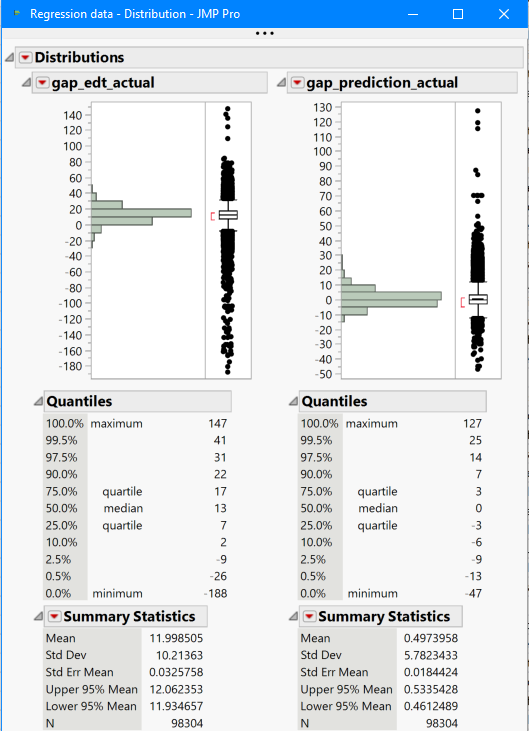 Regression data - Distribution - JMP Pro
Distributions
gap_edt_actual
140
120
100
80
60
40
20
0
-20
-40
-60
-80
-100
-120
-140
-160
-180
Quantiles
100.0% maximum 147
99.5% 41
97.5% 31
90.0% 22
75.0% quartile 17
50.0% median 13
25.0% quartile 7
10.0% 2
2.5% -9
0.5% -26
0.0% minimum -188
Summary Statistics
Mean 11.998505
Std Dev 10.21363
Std Err Mean 0.0325758
Upper 95% Mean 12.062353
Lower 95% Mean 11.934657
N 98304
gap_prediction_actual
130
120
110
100
90
80
70
60
50
40
30
20
10
0
-10
-20
-30
-40
-50
Quantiles
100.0% maximum 127
99.5% 25
97.5% 14
90.0% 7
75.0% quartile 3
50.0% median 0
25.0% quartile -3
10.0% -6
2.5% -9
0.5% -13
0.0% minimum -47
Summary Statistics
Mean 0.4973958
Std Dev 5.7823433
Std Err Mean 0.0184424
Upper 95% Mean 0.5335428
Lower 95% Mean 0.4612489
N 98304